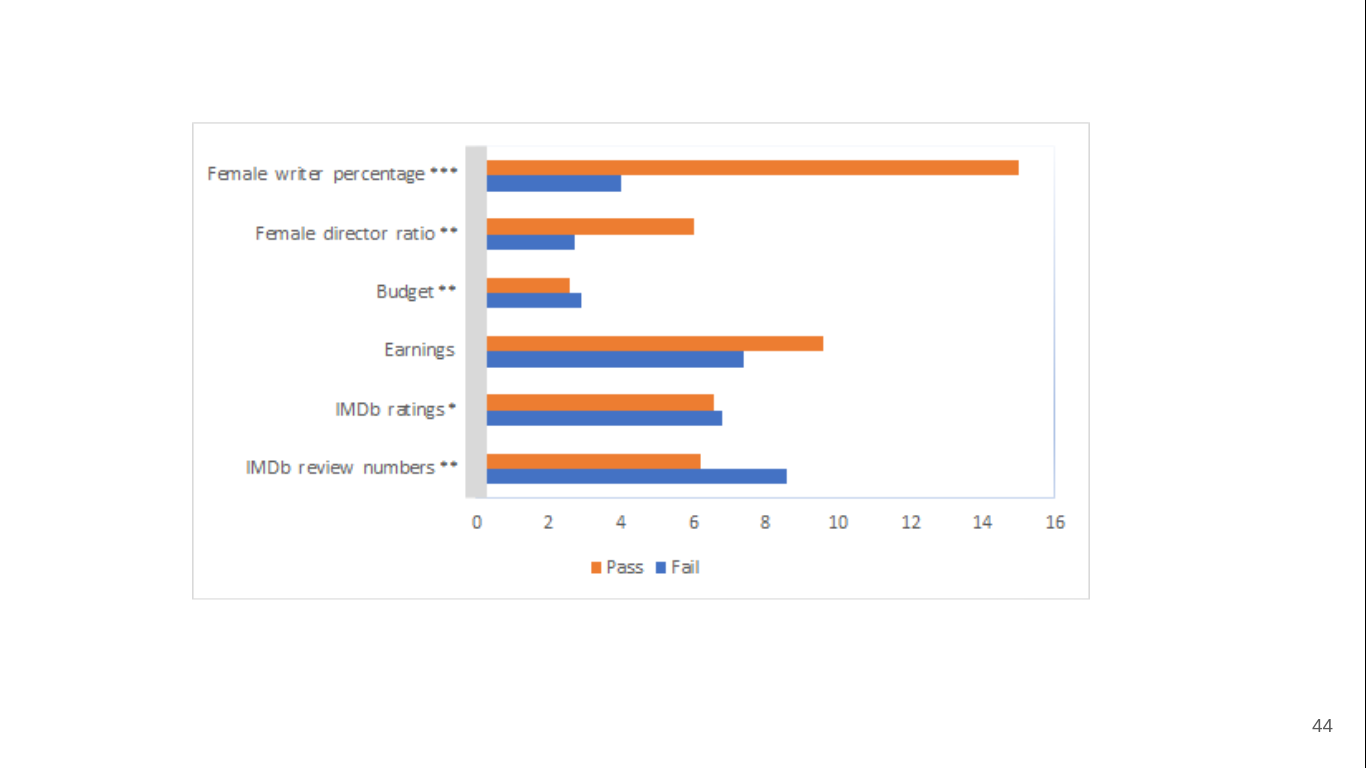 Female writer percentage ***
Female director ratio **
Budget **
Earnings
IMDb ratings *
IMDb review numbers **
0 2 4 6 8 10 12 14 16
Pass Fail
44